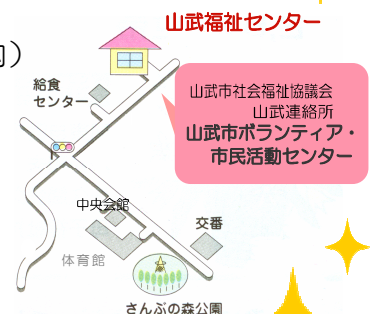 山武福祉センター
内）
給食
センター
山武市社会福祉協議会
山武連絡所
山武市ボランティア・
市民活動センター
中央会館
交番
体育館
さんぶの森公園